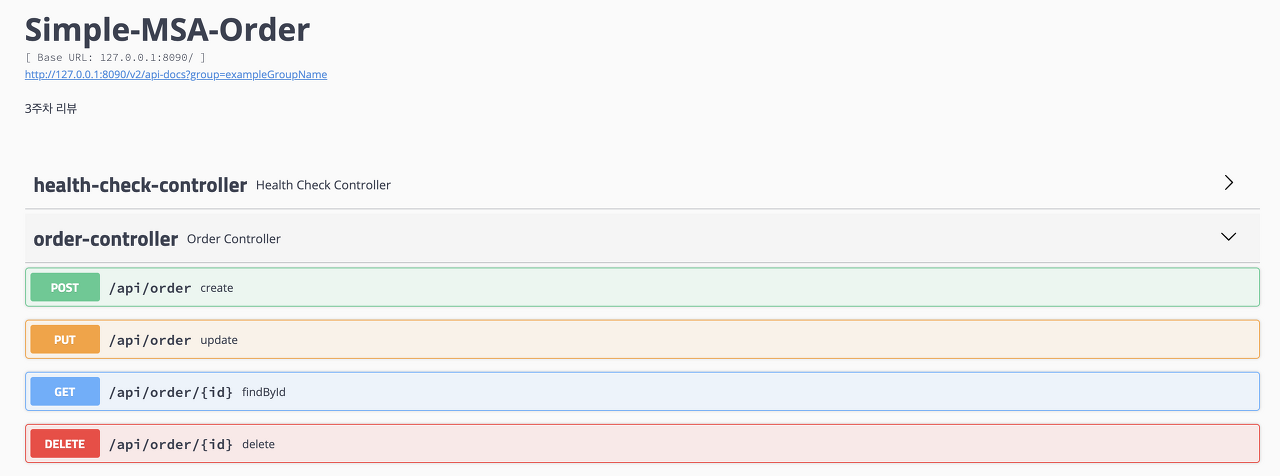 Simple-MSA-Order
[ Base URL: 127.0.0.1:8090/ ]
http://127.0.0.1:8090/v2/api-docs?group=exampleGroupName
3주차 리뷰
health-check-controller Health Check Controller
order-controller Order Controller
POST /api/order create
PUT /api/order update
GET /api/order/{id} findById
DELETE /api/order/{id} delete